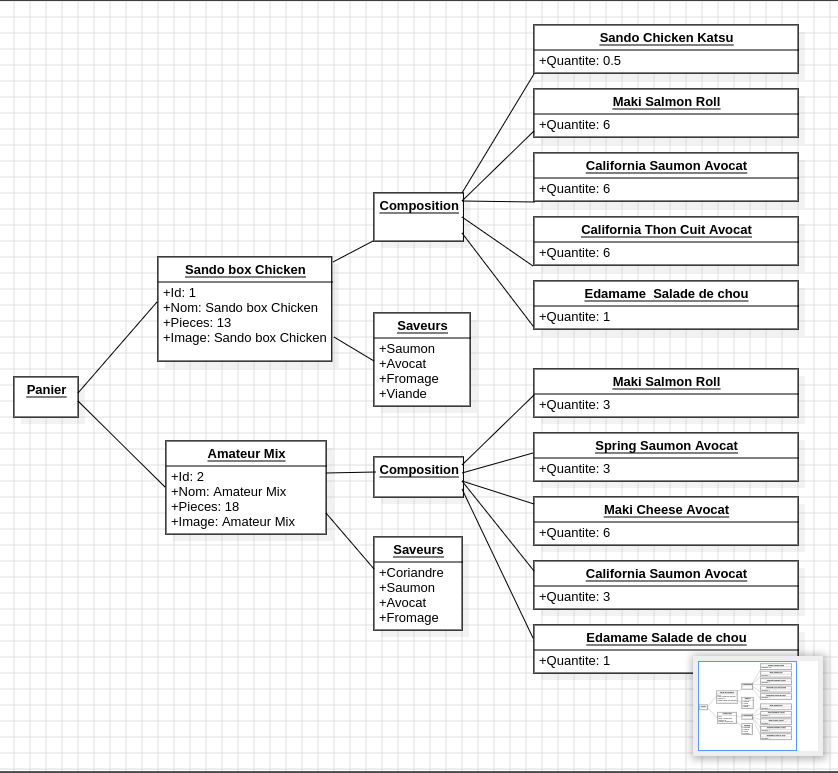 Panier
Sando box Chicken
+Id: 1
+Nom: Sando box Chicken
+Pieces: 13
+Image: Sando box Chicken
Composition
Sando Chicken Katsu
+Quantite: 0.5
Maki Salmon Roll
+Quantite: 6
California Saumon Avocat
+Quantite: 6
California Thon Cuit Avocat
+Quantite: 6
Edamame  Salade de chou
+Quantite: 1
Saveurs
+Saumon
+Avocat
+Fromage
+Viande
Amateur Mix
+Id: 2
+Nom: Amateur Mix
+Pieces: 18
+Image: Amateur Mix
Composition
Maki Salmon Roll
+Quantite: 3
Spring Saumon Avocat
+Quantite: 3
Maki Cheese Avocat
+Quantite: 6
California Saumon Avocat
+Quantite: 3
Edamame Salade de chou
+Quantite: 1
Saveurs
+Coriandre
+Saumon
+Avocat
+Fromage